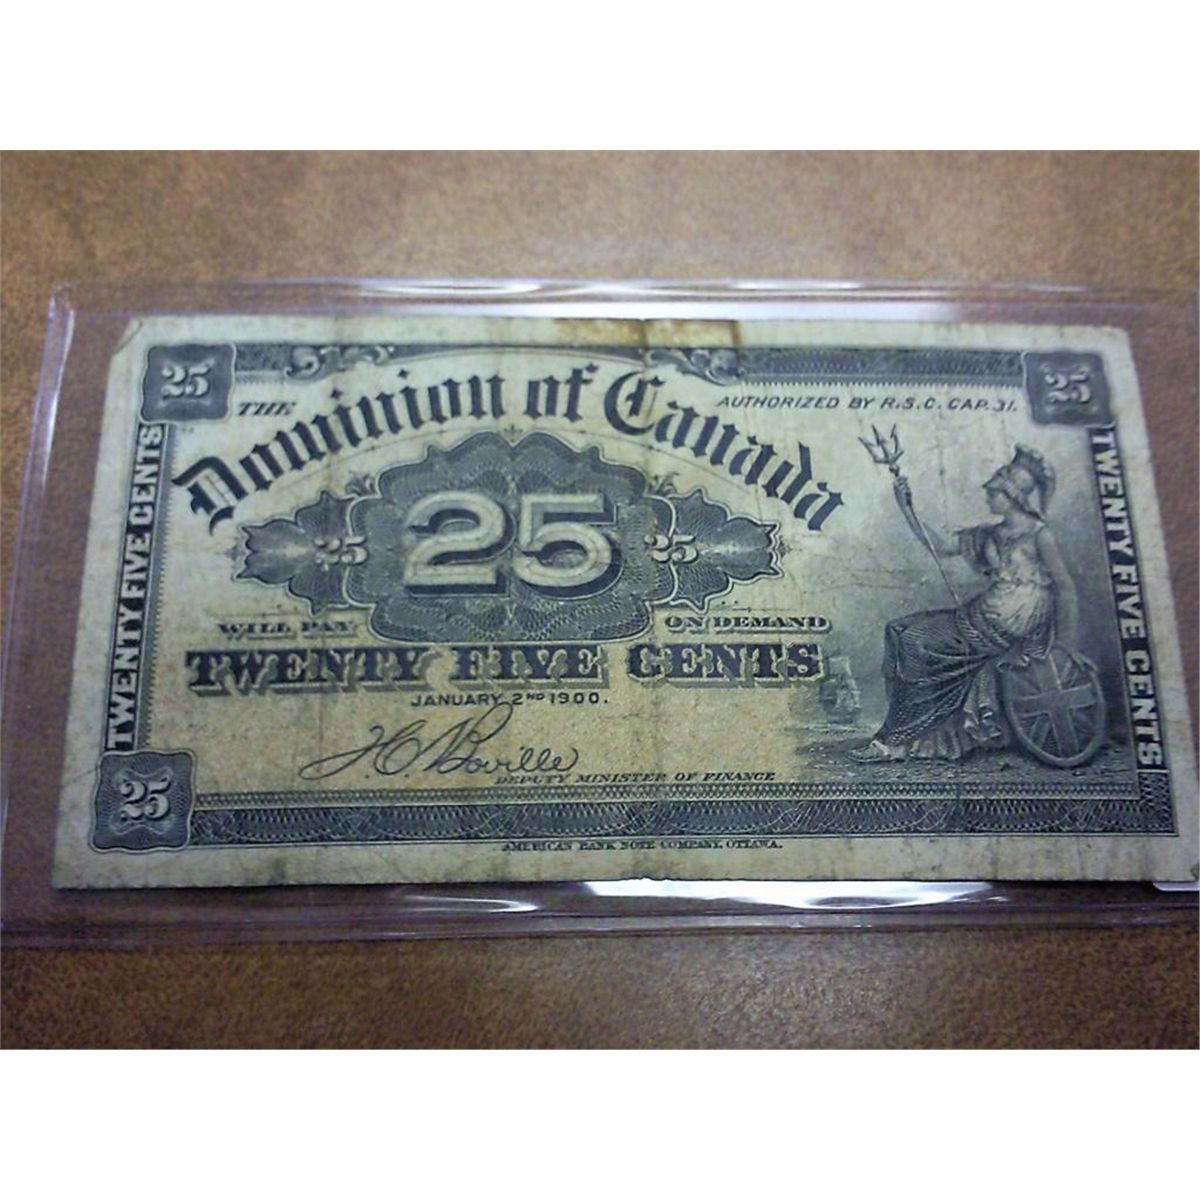 25
25
THE
Dominion of Canada
AUTHORIZED BY R.S.C. CAP. 31.
TWENTY FIVE CENTS
25
25
25
TWENTY FIVE CENTS
WILL PAY
ON DEMAND
TWENTY FIVE CENTS
JANUARY 2ND 1900.
H C Boville
DEPUTY MINISTER OF FINANCE
25
AMERICAN BANK NOTE COMPANY, OTTAWA.